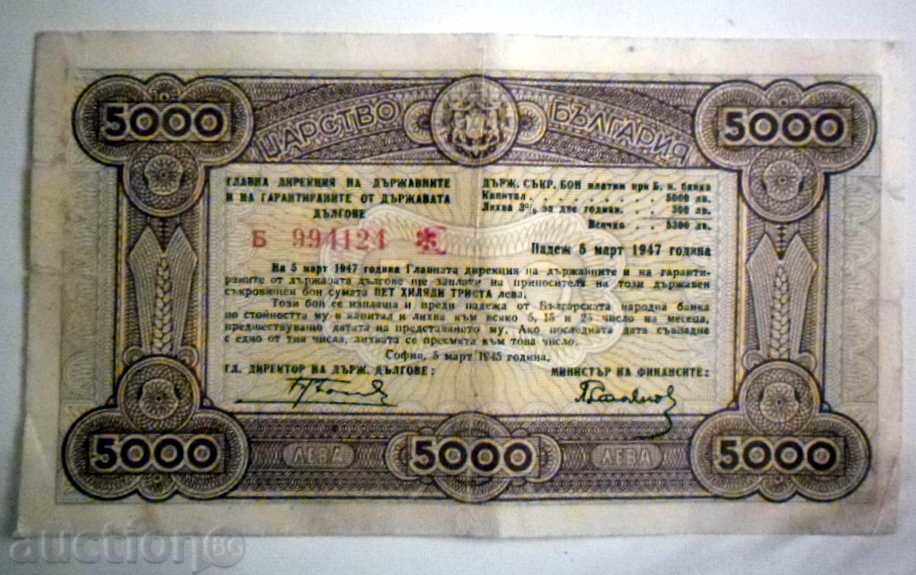 5000
ЦАРСТВО БЪЛГАРИЯ
5000
ГЛАВНА ДИРЕКЦИЯ НА ДЪРЖАВНИТЕ
И НА ГАРАНТИРАНИТЕ ОТ ДЪРЖАВАТА
ДЪЛГОВЕ
Б 994124
ДЪРЖ. СЪКР. БОН платим при Б. н. банка
Капитал . . . . . . 5000 лв.
Лихва 3% за две години . . 300 лв.
Всичко . 5300 лв.
Падеж 5 март 1947 година
На 5 март 1947 година Главната дирекция на държавните и на гаранти-
раните от държавата дългове ще заплати на приносителя на този държавен
съкровищен бон сумата ПЕТ ХИЛЯДИ ТРИСТА лева.
Този бон се изплаща и преди падежа от Българската народна банка
по стойността му в капитал и лихва към всяко 5, 15 и 25 число на месеца,
предшествуващо датата на представянето му. Ако последната дата съвпадне
с едно от тия числа, лихвата се пресмята към това число.
София, 5 март 1945 година.
ГЛ. ДИРЕКТОР НА ДЪРЖ. ДЪЛГОВЕ:
МИНИСТЪР НА ФИНАНСИТЕ:
5000
ЛЕВА
5000
ЛЕВА
5000
auction BG